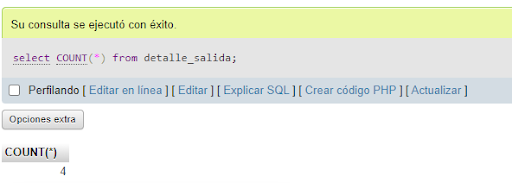 Su consulta se ejecutó con éxito.
select COUNT(*) from detalle_salida;
Perfilando [ Editar en línea ] [ Editar ] [ Explicar SQL ] [ Crear código PHP ] [ Actualizar ]
Opciones extra
COUNT(*)
4